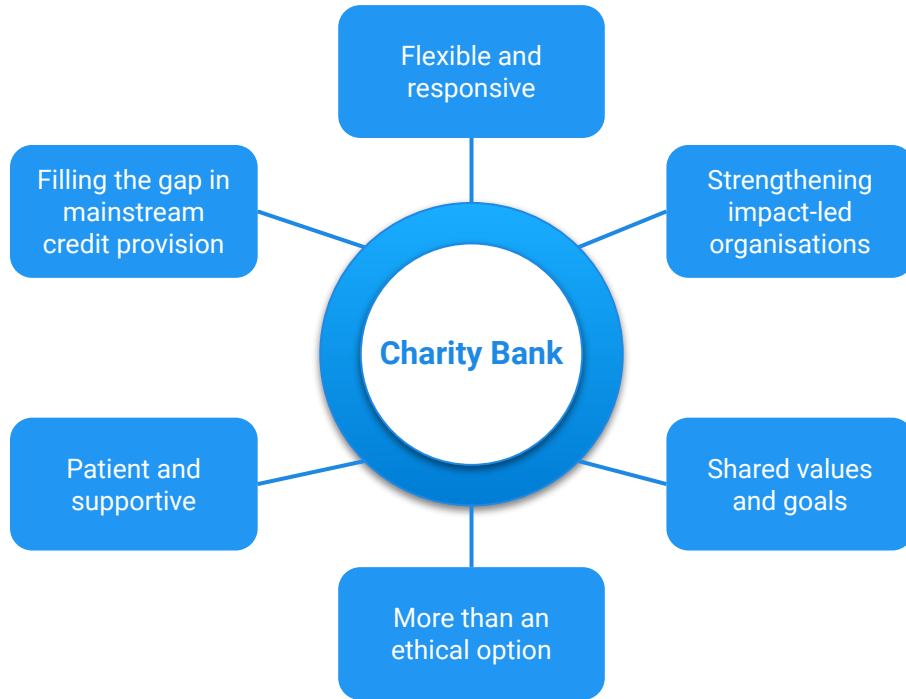 Flexible and
responsive
Filling the gap in
mainstream
credit provision
Strengthening
impact-led
organisations
Charity Bank
Patient and
supportive
Shared values
and goals
More than an
ethical option